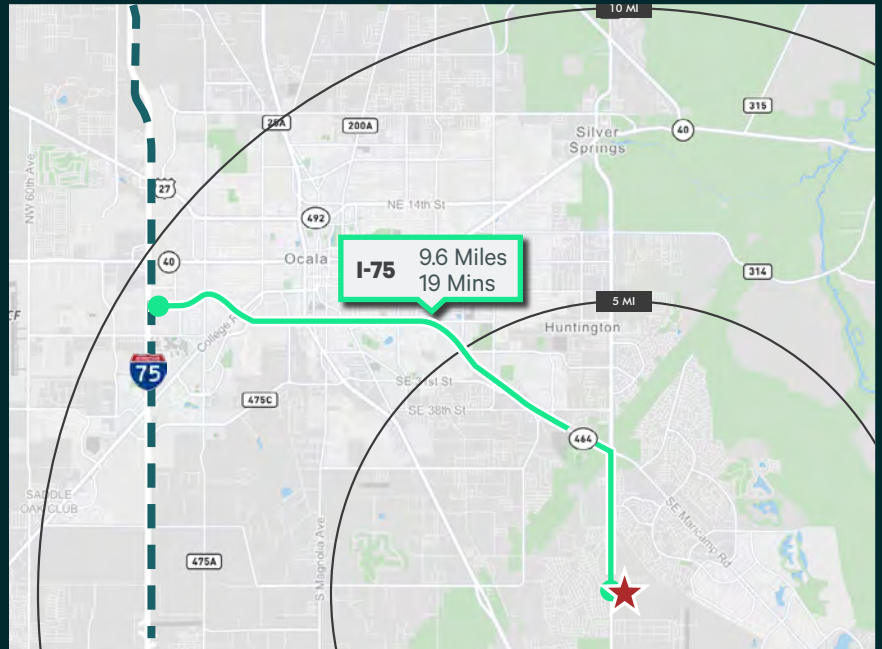 10 MI
315
25A
200A
40
Silver
Springs
NW 60th Ave
27
NE 14th St
492
I-75
9.6 Miles
19 Mins
Ocala
40
314
5 MI
Huntington
75
SE 31st St
475C
SE 38th St
464
SADDLE
OAK CLUB
SE Maricamp Rd
S Magnolia Ave
475A